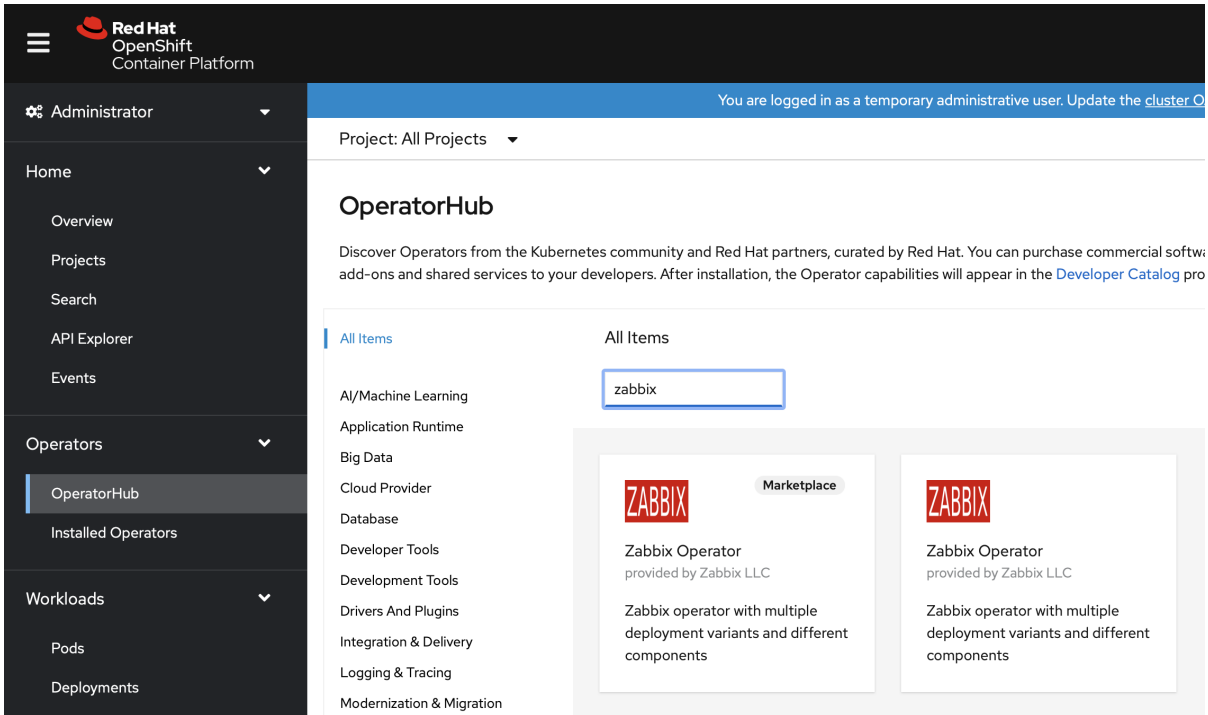 Red Hat
OpenShift
Container Platform
Administrator
Home
Overview
Projects
Search
API Explorer
Events
Operators
OperatorHub
Installed Operators
Workloads
Pods
Deployments
You are logged in as a temporary administrative user. Update the cluster O
Project: All Projects
OperatorHub
Discover Operators from the Kubernetes community and Red Hat partners, curated by Red Hat. You can purchase commercial softwa
add-ons and shared services to your developers. After installation, the Operator capabilities will appear in the Developer Catalog pro
All Items
AI/Machine Learning
Application Runtime
Big Data
Cloud Provider
Database
Developer Tools
Development Tools
Drivers And Plugins
Integration & Delivery
Logging & Tracing
Modernization & Migration
All Items
zabbix
ZABBIX
Marketplace
Zabbix Operator
provided by Zabbix LLC
Zabbix operator with multiple
deployment variants and different
components
ZABBIX
Zabbix Operator
provided by Zabbix LLC
Zabbix operator with multiple
deployment variants and different
components